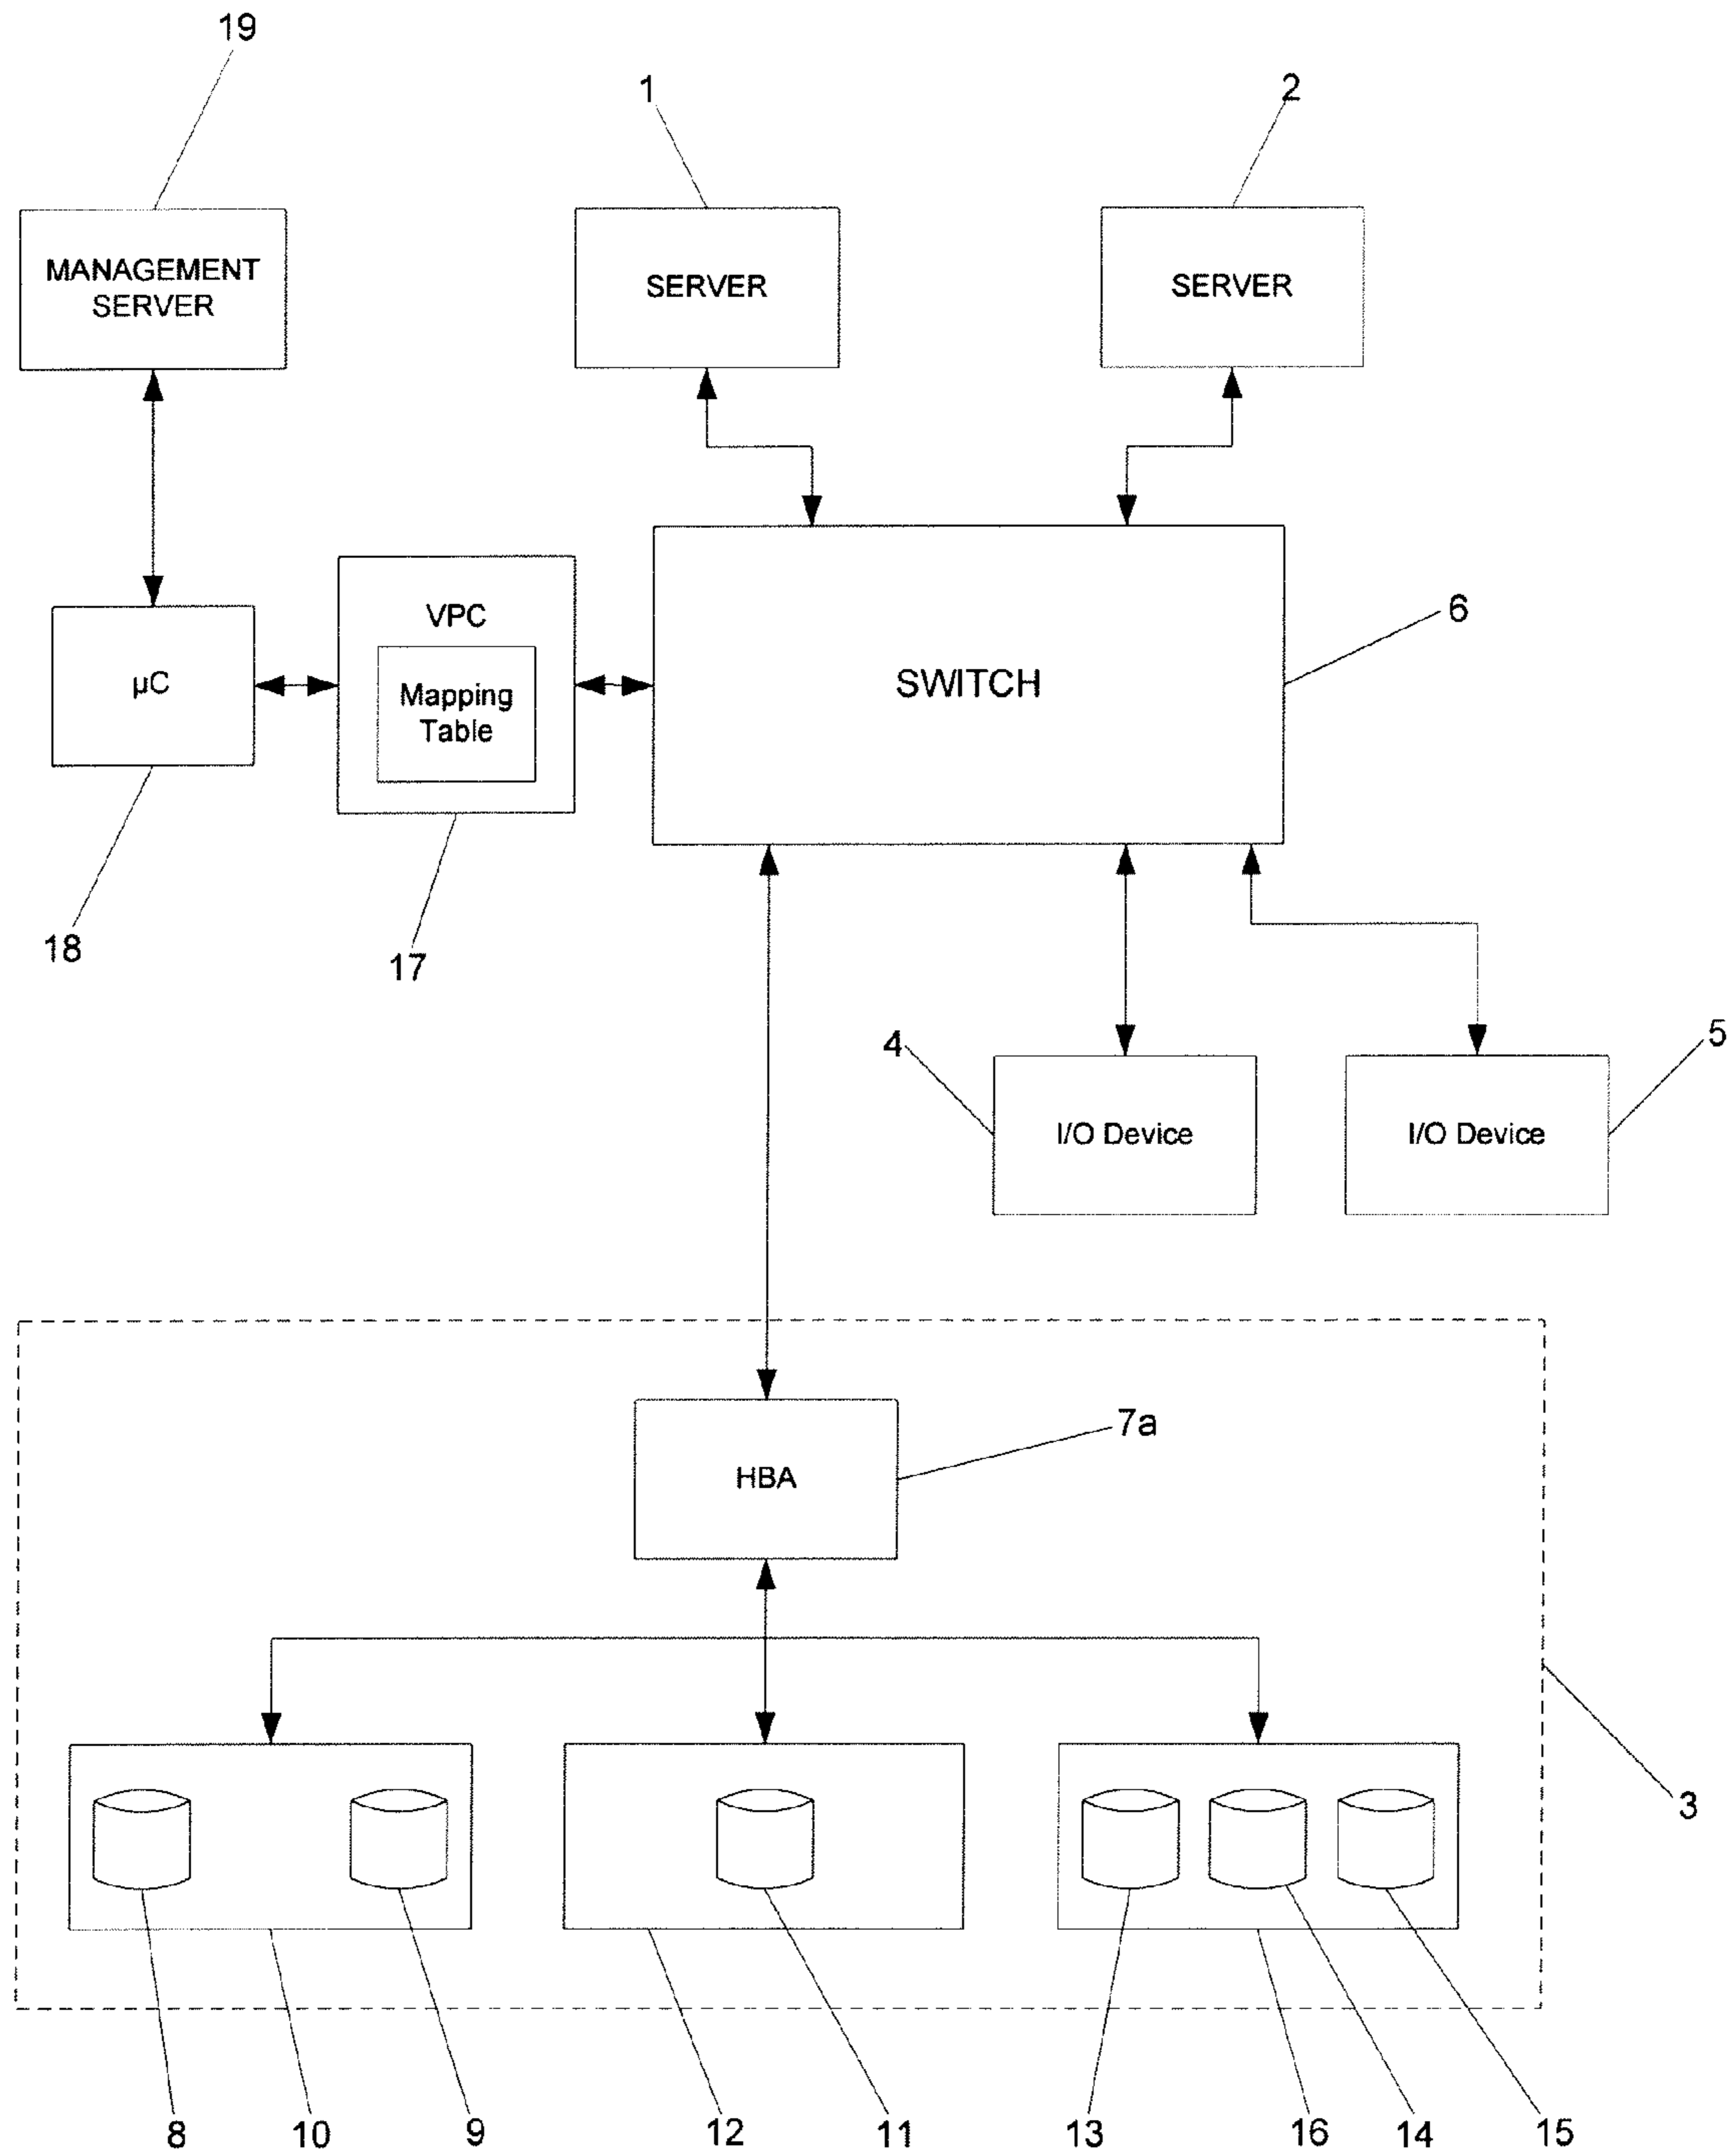 19
1
2
MANAGEMENT
SERVER
SERVER
SERVER
VPC
6
µC
Mapping
Table
SWITCH
18
17
4
5
I/O Device
I/O Device
7a
HBA
3
8
10
9
12
11
13
16
14
15